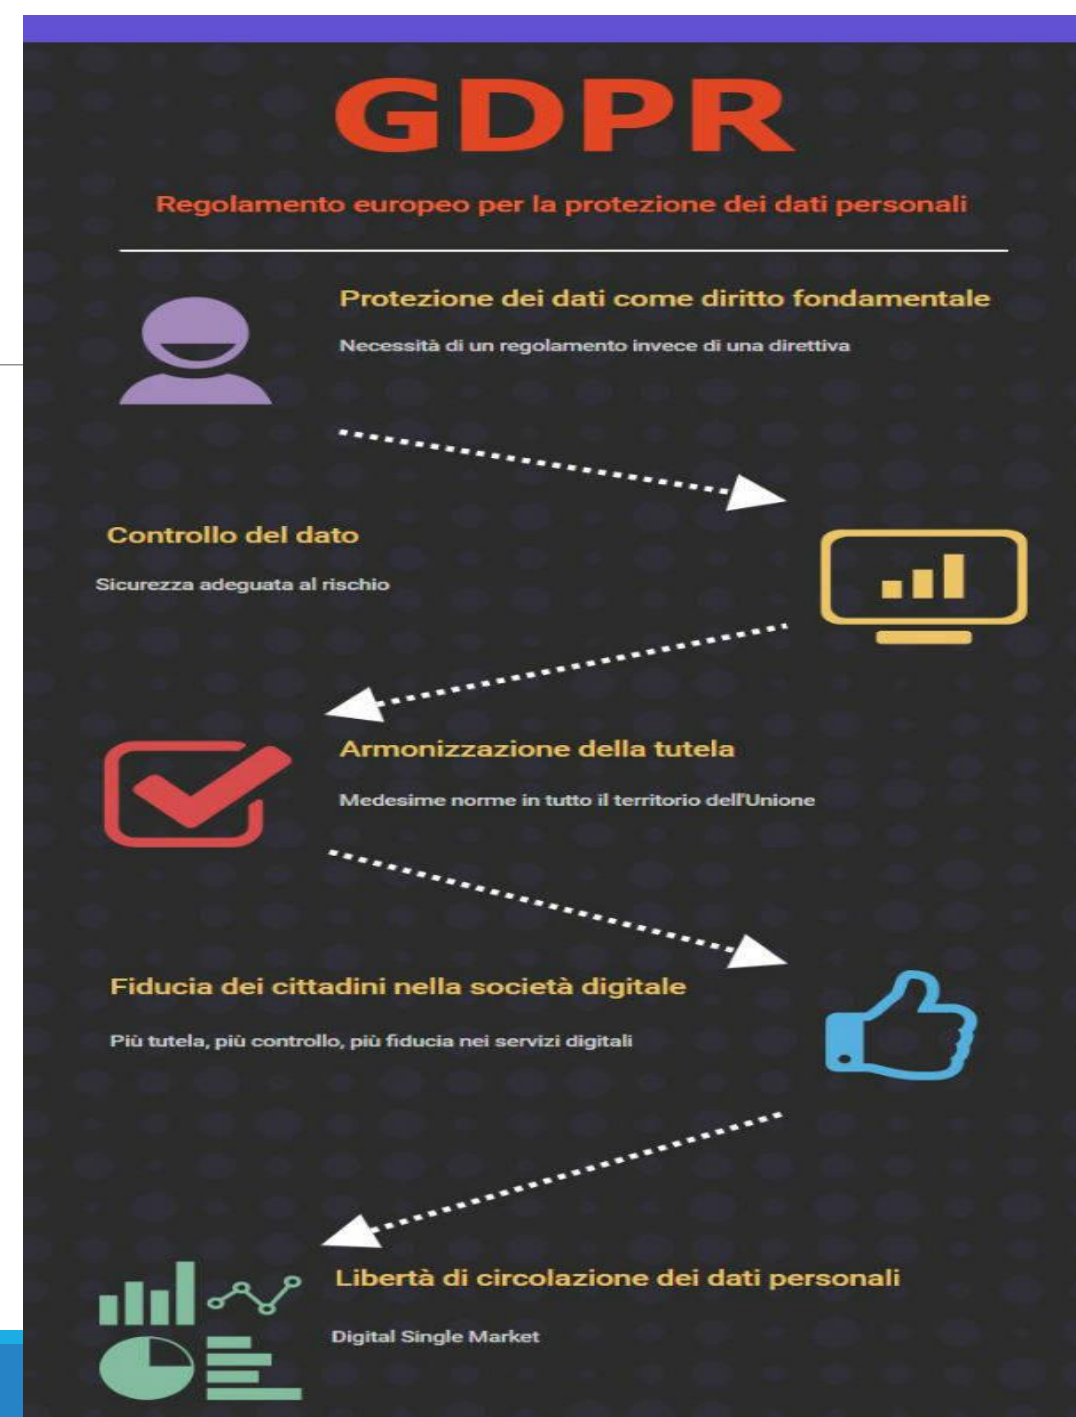 GDPR
Regolamento europeo per la protezione dei dati personali
Protezione dei dati come diritto fondamentale
Necessità di un regolamento invece di una direttiva
Controllo del dato
Sicurezza adeguata al rischio
Armonizzazione della tutela
Medesime norme in tutto il territorio dell'Unione
Fiducia dei cittadini nella società digitale
Più tutela, più controllo, più fiducia nei servizi digitali
Libertà di circolazione dei dati personali
Digital Single Market